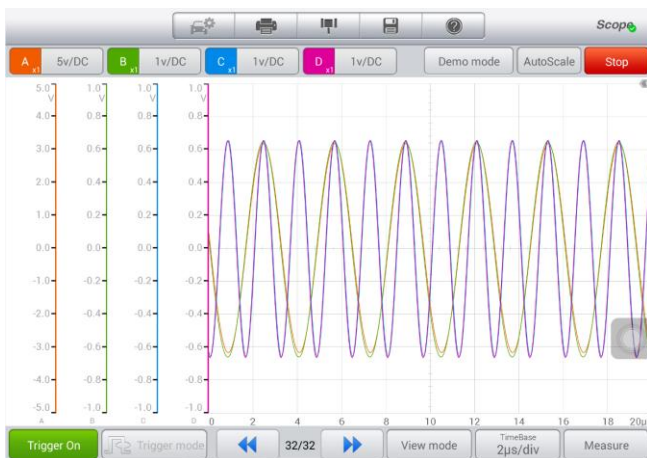 Scope
A x1 5v/DC B x1 1v/DC C x1 1v/DC D x1 1v/DC Demo mode AutoScale Stop
5.0 1.0 1.0 1.0
V V V V
4.0 0.8 0.8 0.8
3.0 0.6 0.6 0.6
2.0 0.4 0.4 0.4
1.0 0.2 0.2 0.2
0.0 0.0 0.0 0.0
-1.0 -0.2 -0.2 -0.2
-2.0 -0.4 -0.4 -0.4
-3.0 -0.6 -0.6 -0.6
-4.0 -0.8 -0.8 -0.8
-5.0 -1.0 -1.0 -1.0
A B C D 0 2 4 6 8 10 12 14 16 18 20μ
Trigger On Trigger mode 32/32 View mode TimeBase Measure
2μs/div